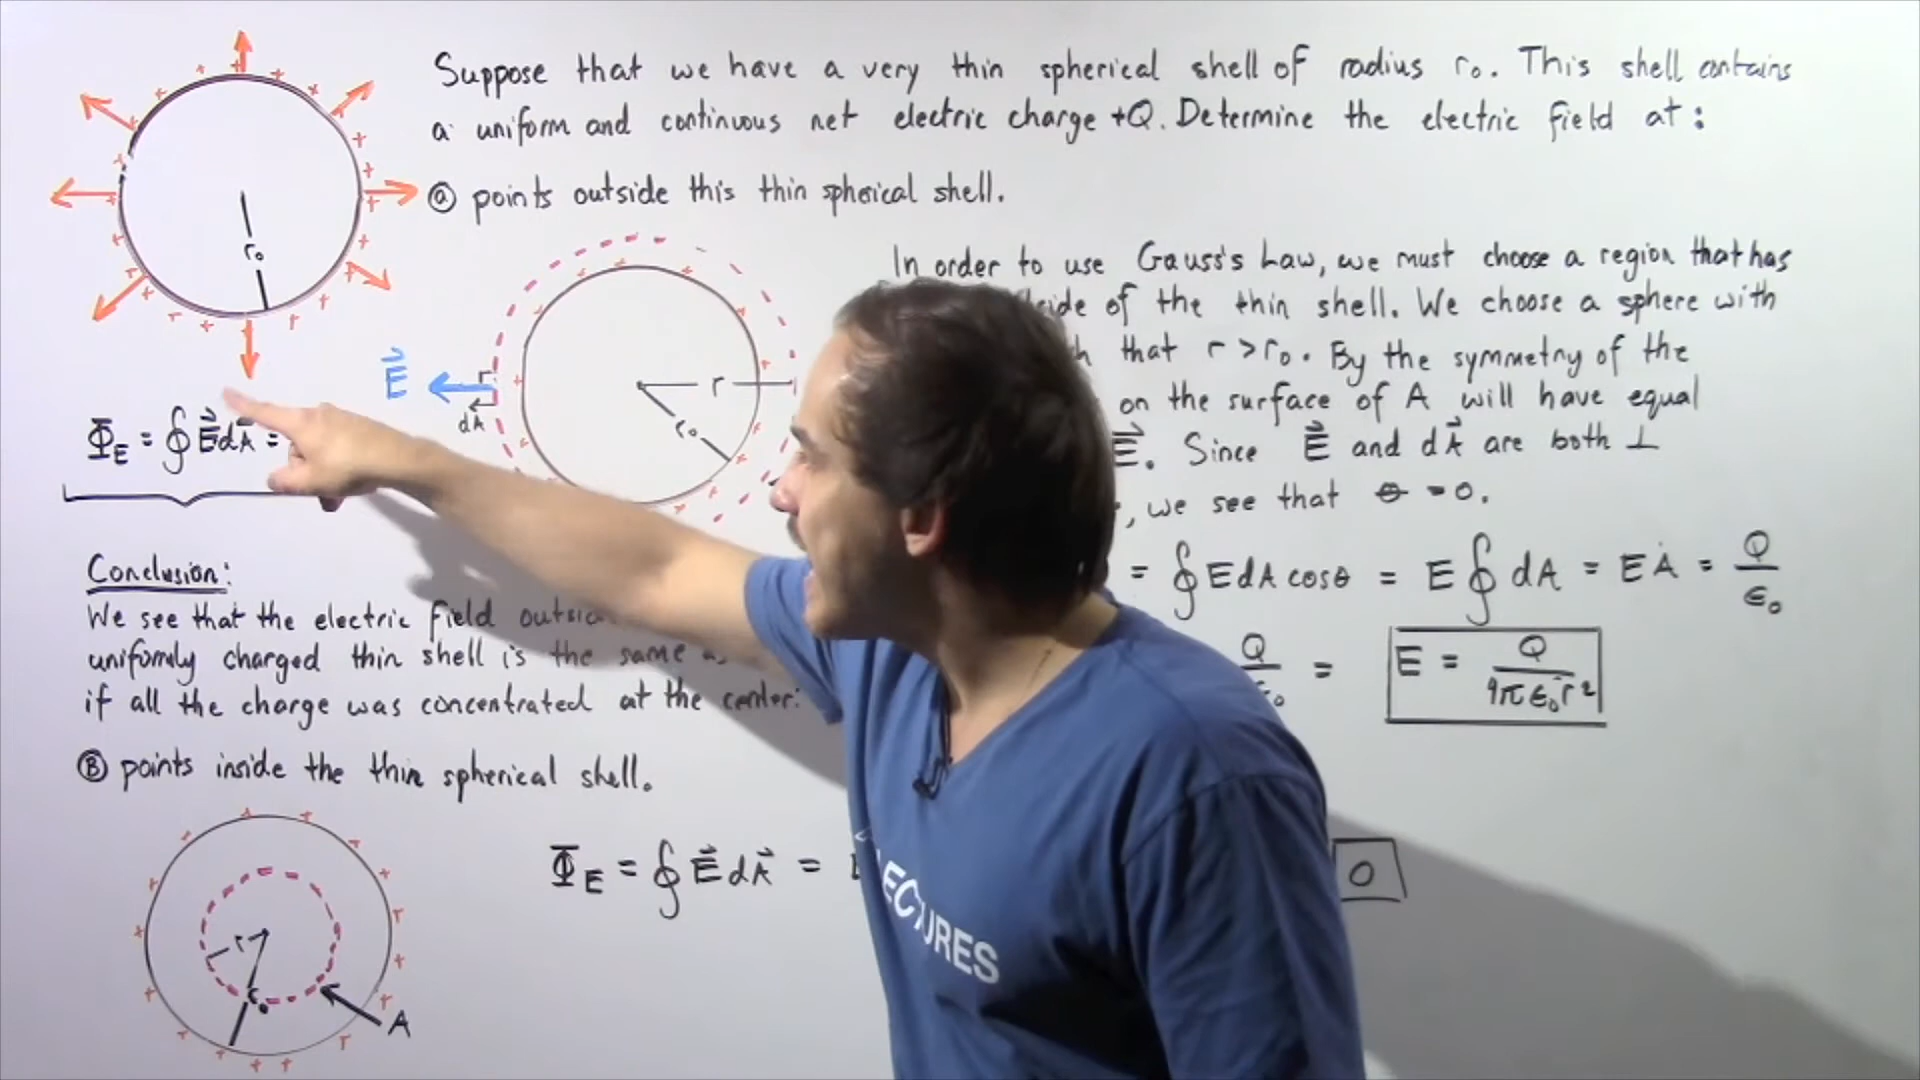 Suppose that we have a very thin spherical shell of radius r₀. This shell contains
a uniform and continuous net electric charge +Q. Determine the electric field at:
ⓐ points outside this thin spherical shell.
r₀
In order to use Gauss's Law, we must choose a region that has
of the thin shell. We choose a sphere with
that r > r₀. By the symmetry of the
on the surface of A will have equal
E⃗. Since E⃗ and dA⃗ are both ⊥
, we see that θ = 0.
= ∮ E dA cosθ = E ∮ dA = E A = Q/ε₀
Q = E = Q/4πε₀r²
E⃗
dA
r
r₀
Φ_E = ∮ E⃗ dA⃗ =
Conclusion:
We see that the electric field
uniformly charged thin shell is the same
if all the charge was concentrated at the center:
Ⓑ points inside the thin spherical shell.
Φ_E = ∮ E⃗ dA⃗ = 0
r
r₀
A
LECTURES